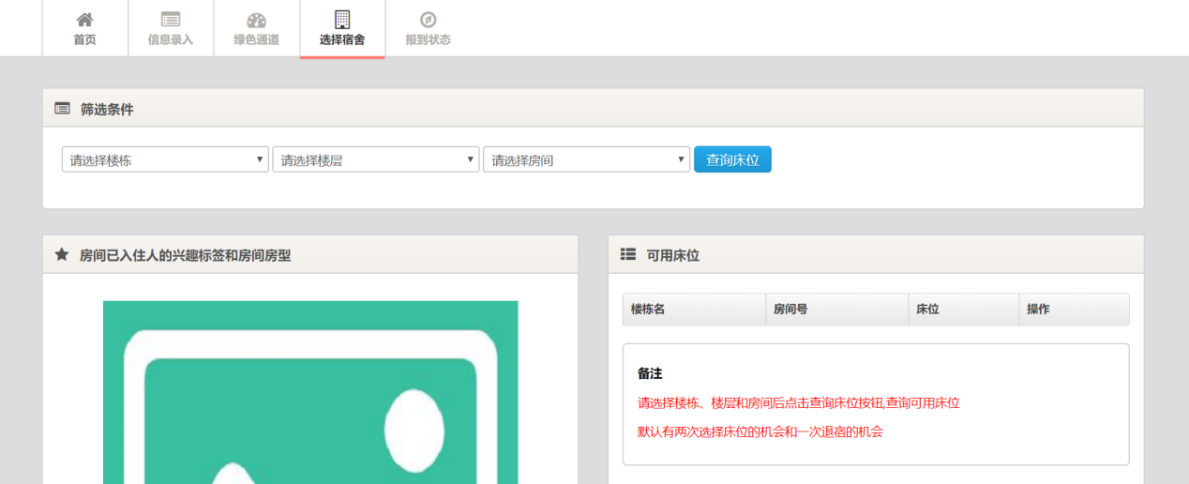 首页 信息录入 绿色通道 选择宿舍 报到状态
筛选条件
请选择楼栋 请选择楼层 请选择房间 查询床位
房间已入住人的兴趣标签和房间房型
可用床位
楼栋名 房间号 床位 操作
备注
请选择楼栋、楼层和房间后点击查询床位按钮,查询可用床位
默认有两次选择床位的机会和一次退宿的机会